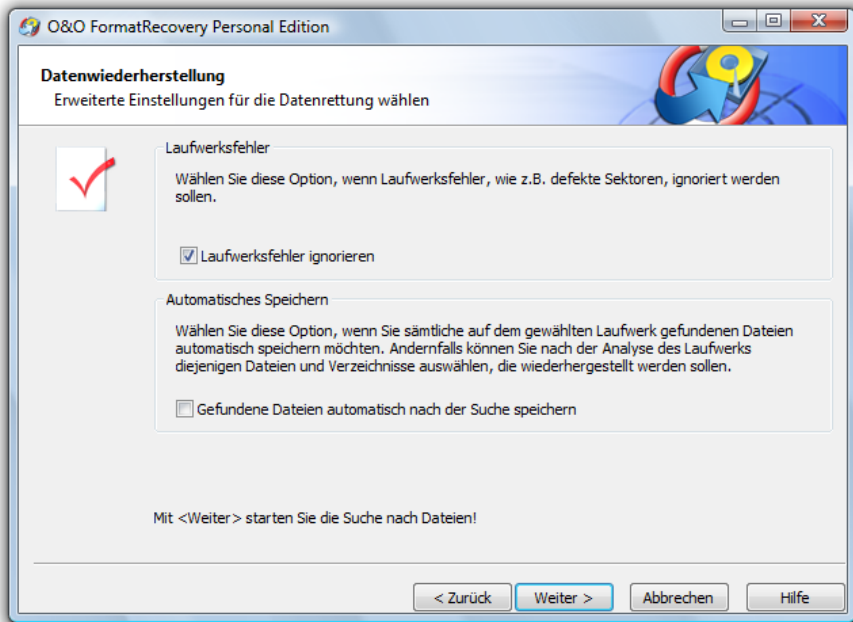 O&O FormatRecovery Personal Edition
Datenwiederherstellung
Erweiterte Einstellungen für die Datenrettung wählen
Laufwerksfehler
Wählen Sie diese Option, wenn Laufwerksfehler, wie z.B. defekte Sektoren, ignoriert werden
sollen.
Laufwerksfehler ignorieren
Automatisches Speichern
Wählen Sie diese Option, wenn Sie sämtliche auf dem gewählten Laufwerk gefundenen Dateien
automatisch speichern möchten. Andernfalls können Sie nach der Analyse des Laufwerks
diejenigen Dateien und Verzeichnisse auswählen, die wiederhergestellt werden sollen.
Gefundene Dateien automatisch nach der Suche speichern
Mit <Weiter> starten Sie die Suche nach Dateien!
< Zurück
Weiter >
Abbrechen
Hilfe